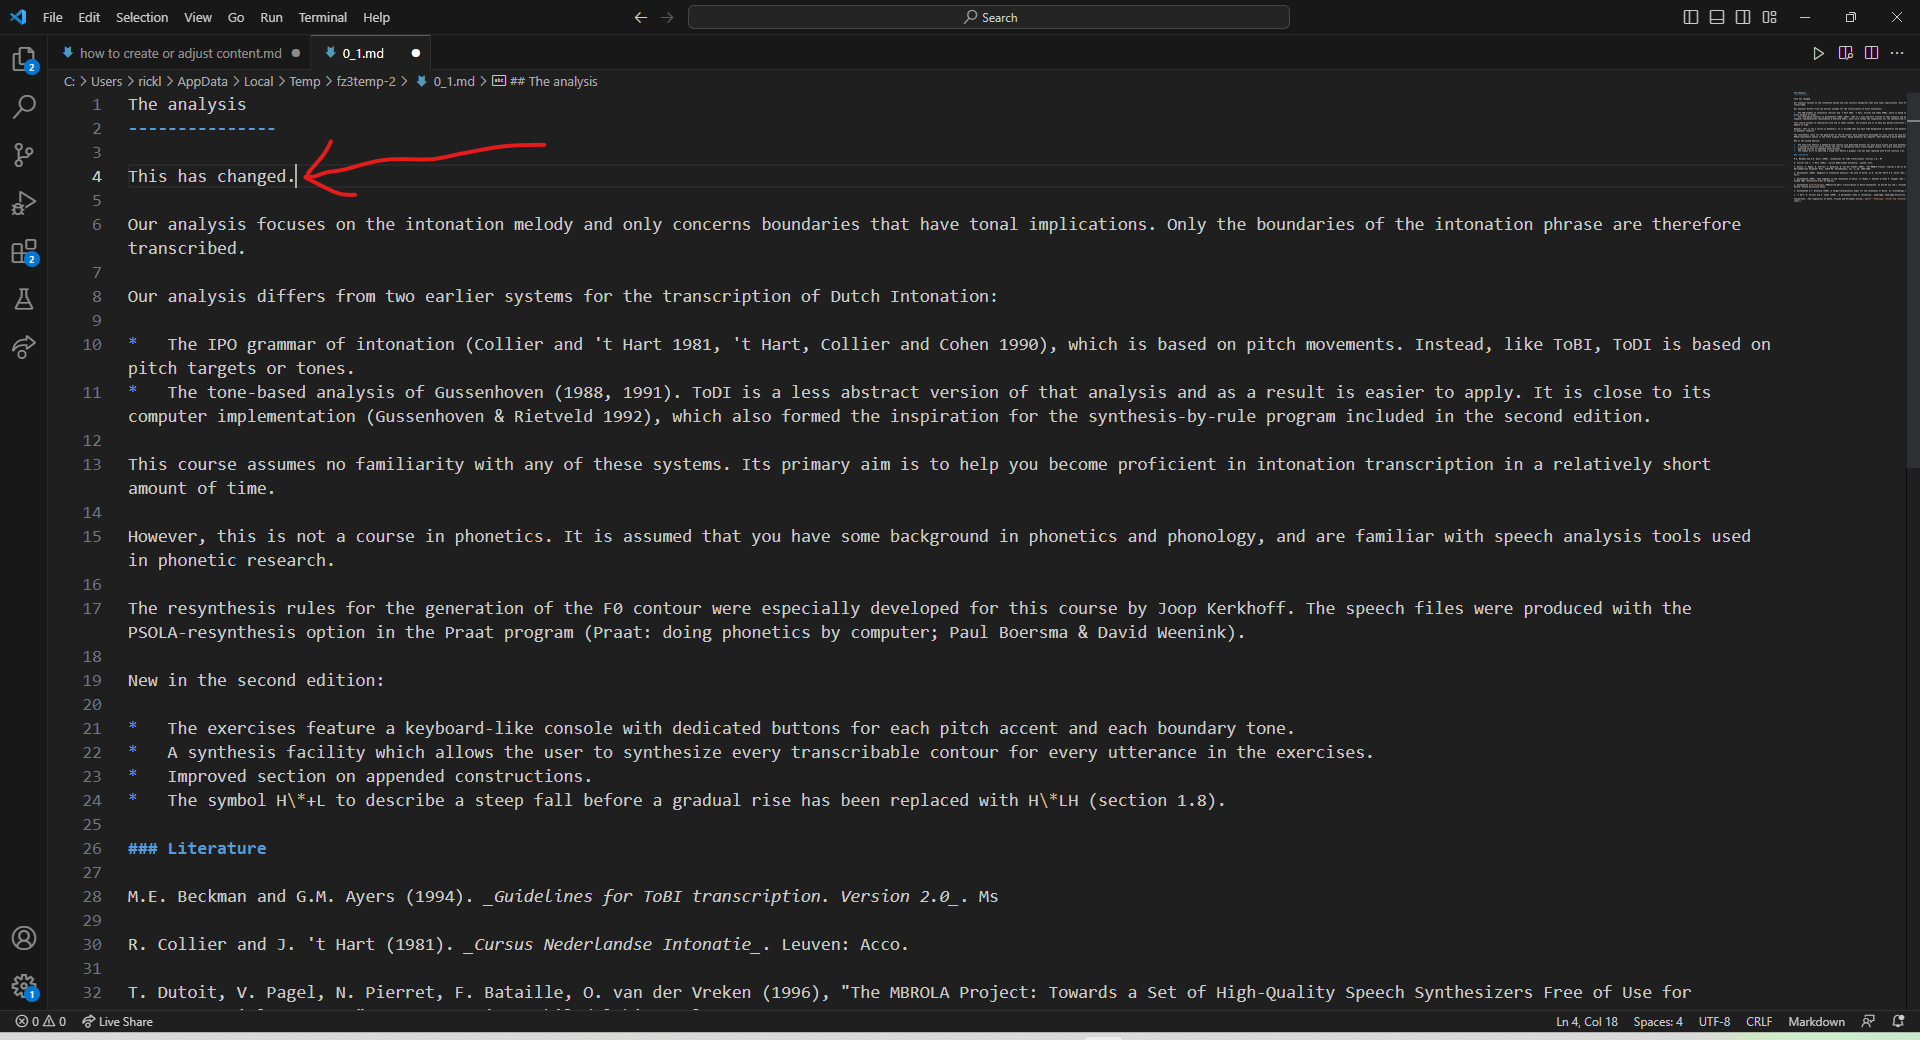 File Edit Selection View Go Run Terminal Help
Search
how to create or adjust content.md
0_1.md
C: > Users > rickl > AppData > Local > Temp > fz3temp-2 > 0_1.md > ## The analysis
1 The analysis
2 ---------------
3
4 This has changed.
5
6 Our analysis focuses on the intonation melody and only concerns boundaries that have tonal implications. Only the boundaries of the intonation phrase are therefore
transcribed.
7
8 Our analysis differs from two earlier systems for the transcription of Dutch Intonation:
9
10 *   The IPO grammar of intonation (Collier and 't Hart 1981, 't Hart, Collier and Cohen 1990), which is based on pitch movements. Instead, like ToBI, ToDI is based on
pitch targets or tones.
11 *   The tone-based analysis of Gussenhoven (1988, 1991). ToDI is a less abstract version of that analysis and as a result is easier to apply. It is close to its
computer implementation (Gussenhoven & Rietveld 1992), which also formed the inspiration for the synthesis-by-rule program included in the second edition.
12
13 This course assumes no familiarity with any of these systems. Its primary aim is to help you become proficient in intonation transcription in a relatively short
amount of time.
14
15 However, this is not a course in phonetics. It is assumed that you have some background in phonetics and phonology, and are familiar with speech analysis tools used
in phonetic research.
16
17 The resynthesis rules for the generation of the F0 contour were especially developed for this course by Joop Kerkhoff. The speech files were produced with the
PSOLA-resynthesis option in the Praat program (Praat: doing phonetics by computer; Paul Boersma & David Weenink).
18
19 New in the second edition:
20
21 *   The exercises feature a keyboard-like console with dedicated buttons for each pitch accent and each boundary tone.
22 *   A synthesis facility which allows the user to synthesize every transcribable contour for every utterance in the exercises.
23 *   Improved section on appended constructions.
24 *   The symbol H\*+L to describe a steep fall before a gradual rise has been replaced with H\*LH (section 1.8).
25
26 ### Literature
27
28 M.E. Beckman and G.M. Ayers (1994). _Guidelines for ToBI transcription. Version 2.0_. Ms
29
30 R. Collier and J. 't Hart (1981). _Cursus Nederlandse Intonatie_. Leuven: Acco.
31
32 T. Dutoit, V. Pagel, N. Pierret, F. Bataille, O. van der Vreken (1996), "The MBROLA Project: Towards a Set of High-Quality Speech Synthesizers Free of Use for
2
2
1
0 0 Live Share
Ln 4, Col 18 Spaces: 4 UTF-8 CRLF Markdown